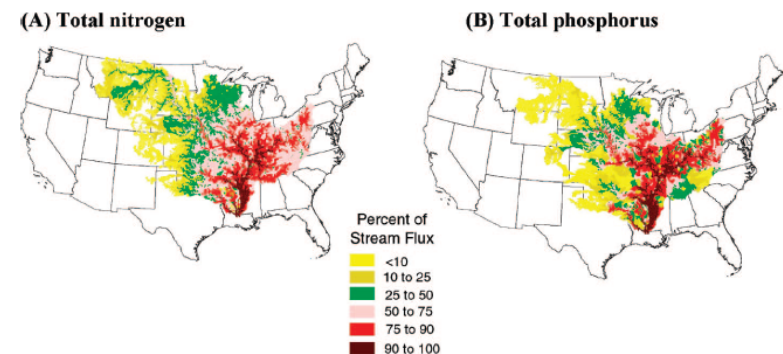 (A) Total nitrogen
(B) Total phosphorus
Percent of
Stream Flux
<10
10 to 25
25 to 50
50 to 75
75 to 90
90 to 100